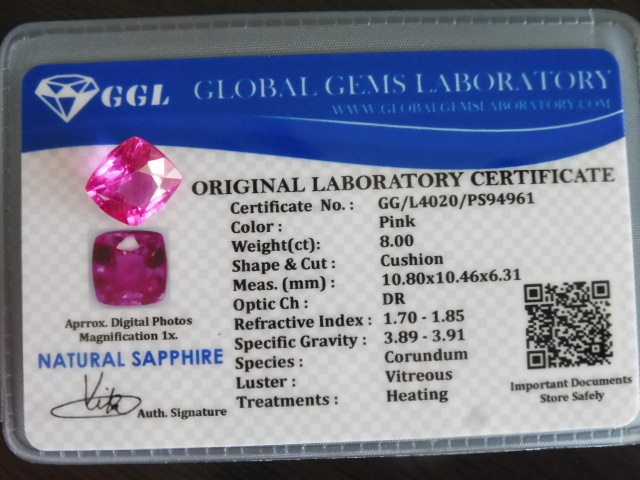 GGL
GLOBAL GEMS LABORATORY
WWW.GLOBALGEMSLABORATORY.COM
ORIGINAL LABORATORY CERTIFICATE
Certificate No. : GG/L4020/PS94961
Color : Pink
Weight(ct): 8.00
Shape & Cut : Cushion
Meas. (mm) : 10.80x10.46x6.31
Optic Ch : DR
Refractive Index : 1.70 - 1.85
Specific Gravity : 3.89 - 3.91
Species : Corundum
Luster : Vitreous
Treatments : Heating
Aprrox. Digital Photos
Magnification 1x.
NATURAL SAPPHIRE
Auth. Signature
Important Documents
Store Safely